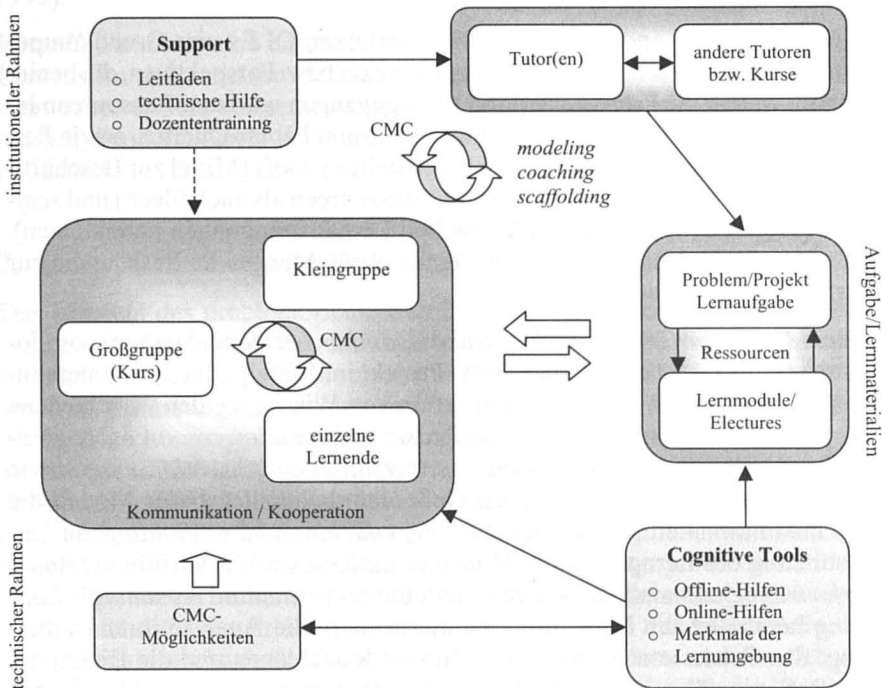 institutioneller Rahmen
Support
o Leitfäden
o technische Hilfe
o Dozententraining
Tutor(en)
andere Tutoren
bzw. Kurse
CMC
modeling
coaching
scaffolding
Kleingruppe
Großgruppe
(Kurs)
CMC
einzelne
Lernende
Kommunikation / Kooperation
Problem/Projekt
Lernaufgabe
Ressourcen
Lernmodule/
Electures
Aufgabe/Lernmaterialien
technischer Rahmen
CMC-
Möglichkeiten
Cognitive Tools
o Offline-Hilfen
o Online-Hilfen
o Merkmale der
Lernumgebung